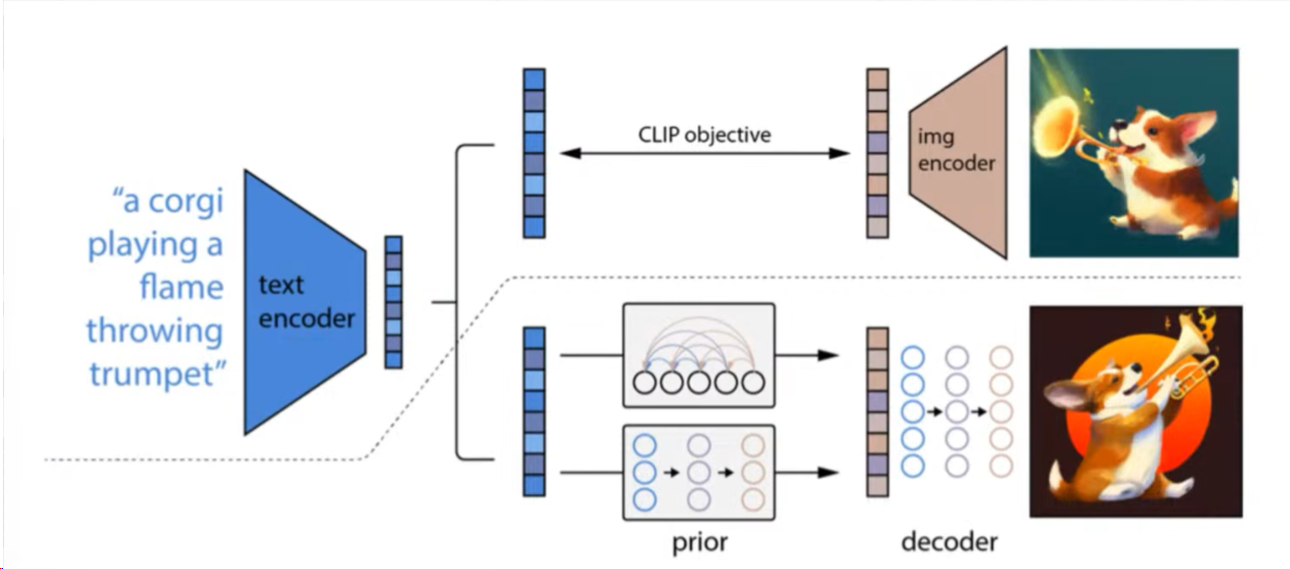 “a corgi
playing a
flame
throwing
trumpet”
text
encoder
CLIP objective
img
encoder
prior
decoder